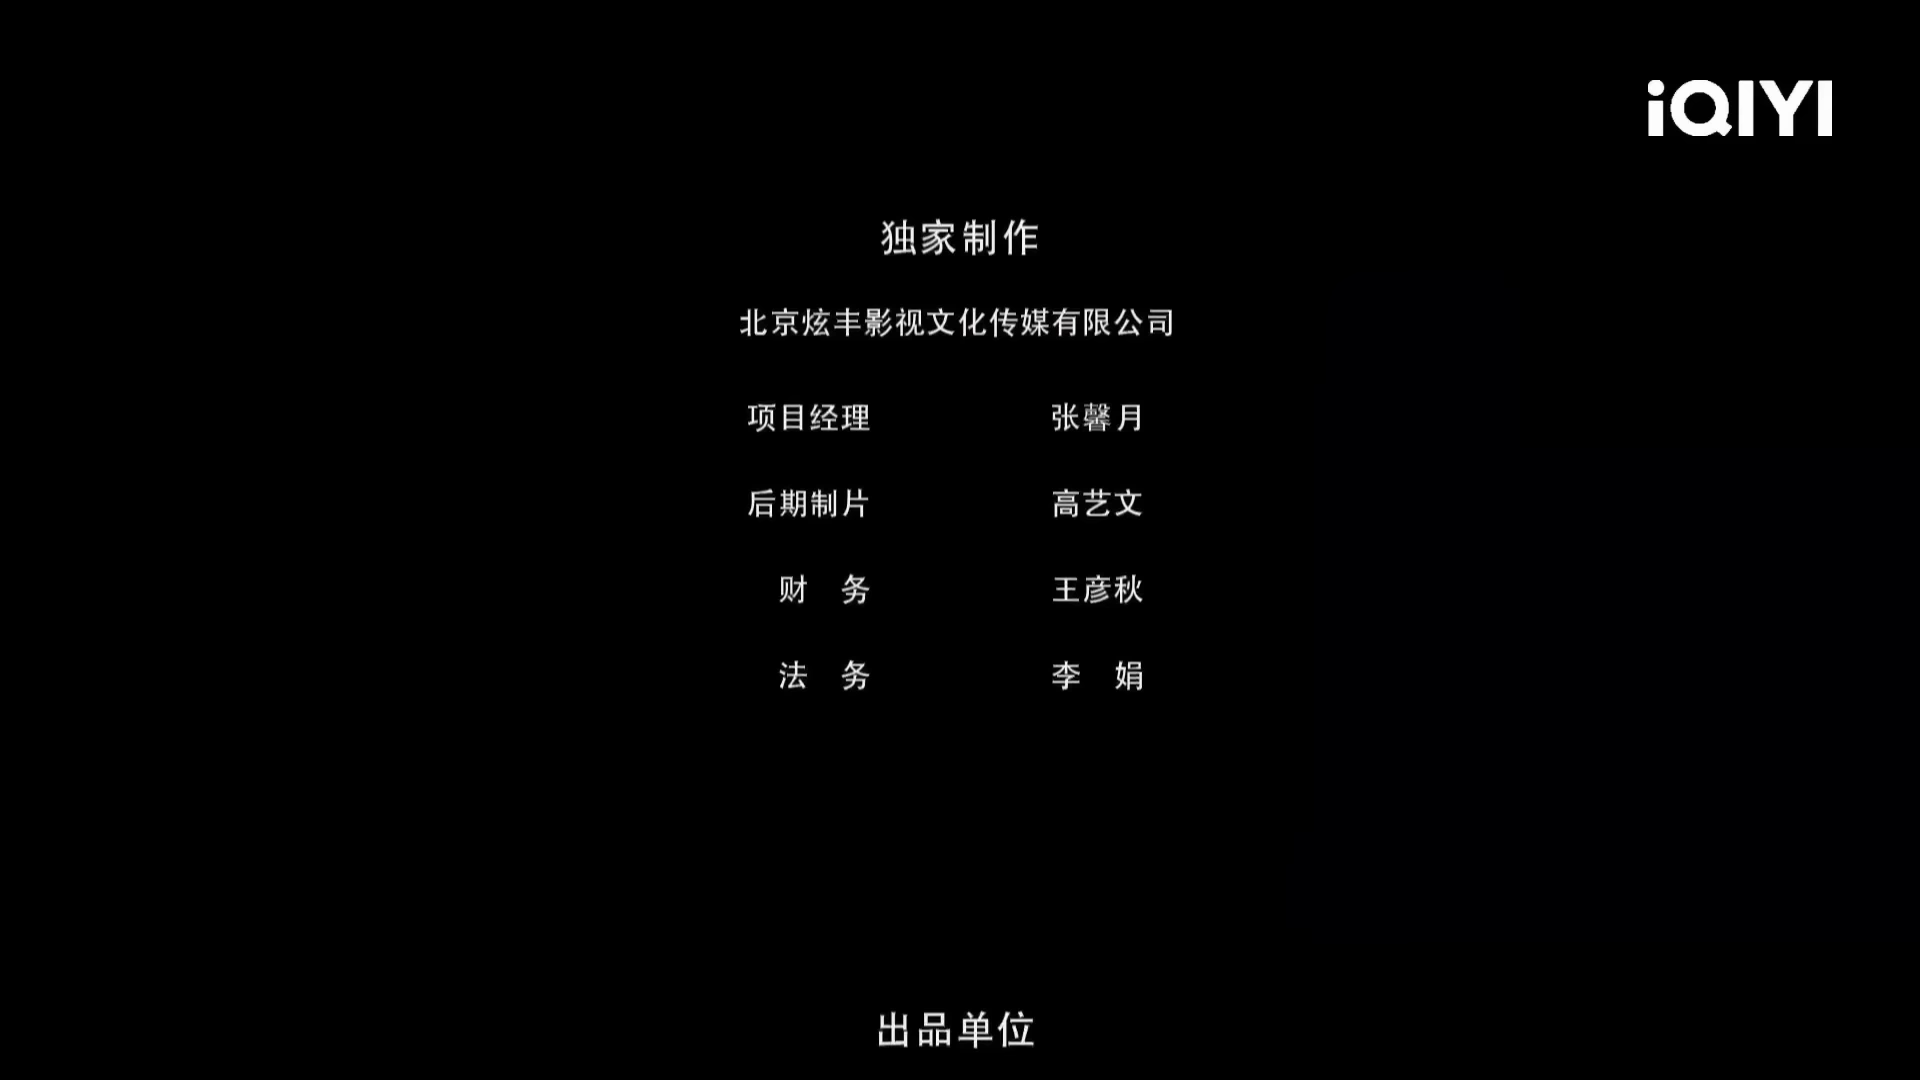 iQIYI
独家制作
北京炫丰影视文化传媒有限公司
项目经理 张馨月
后期制片 高艺文
财 务 王彦秋
法 务 李 娟
出品单位